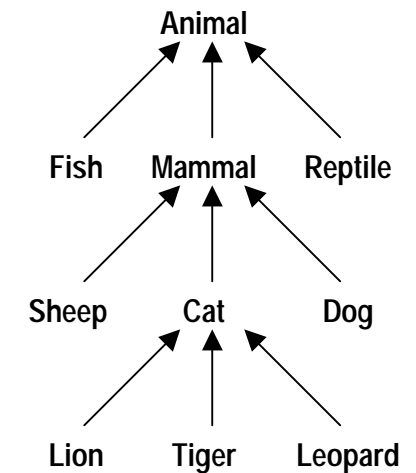 Animal
Fish Mammal Reptile
Sheep Cat Dog
Lion Tiger Leopard